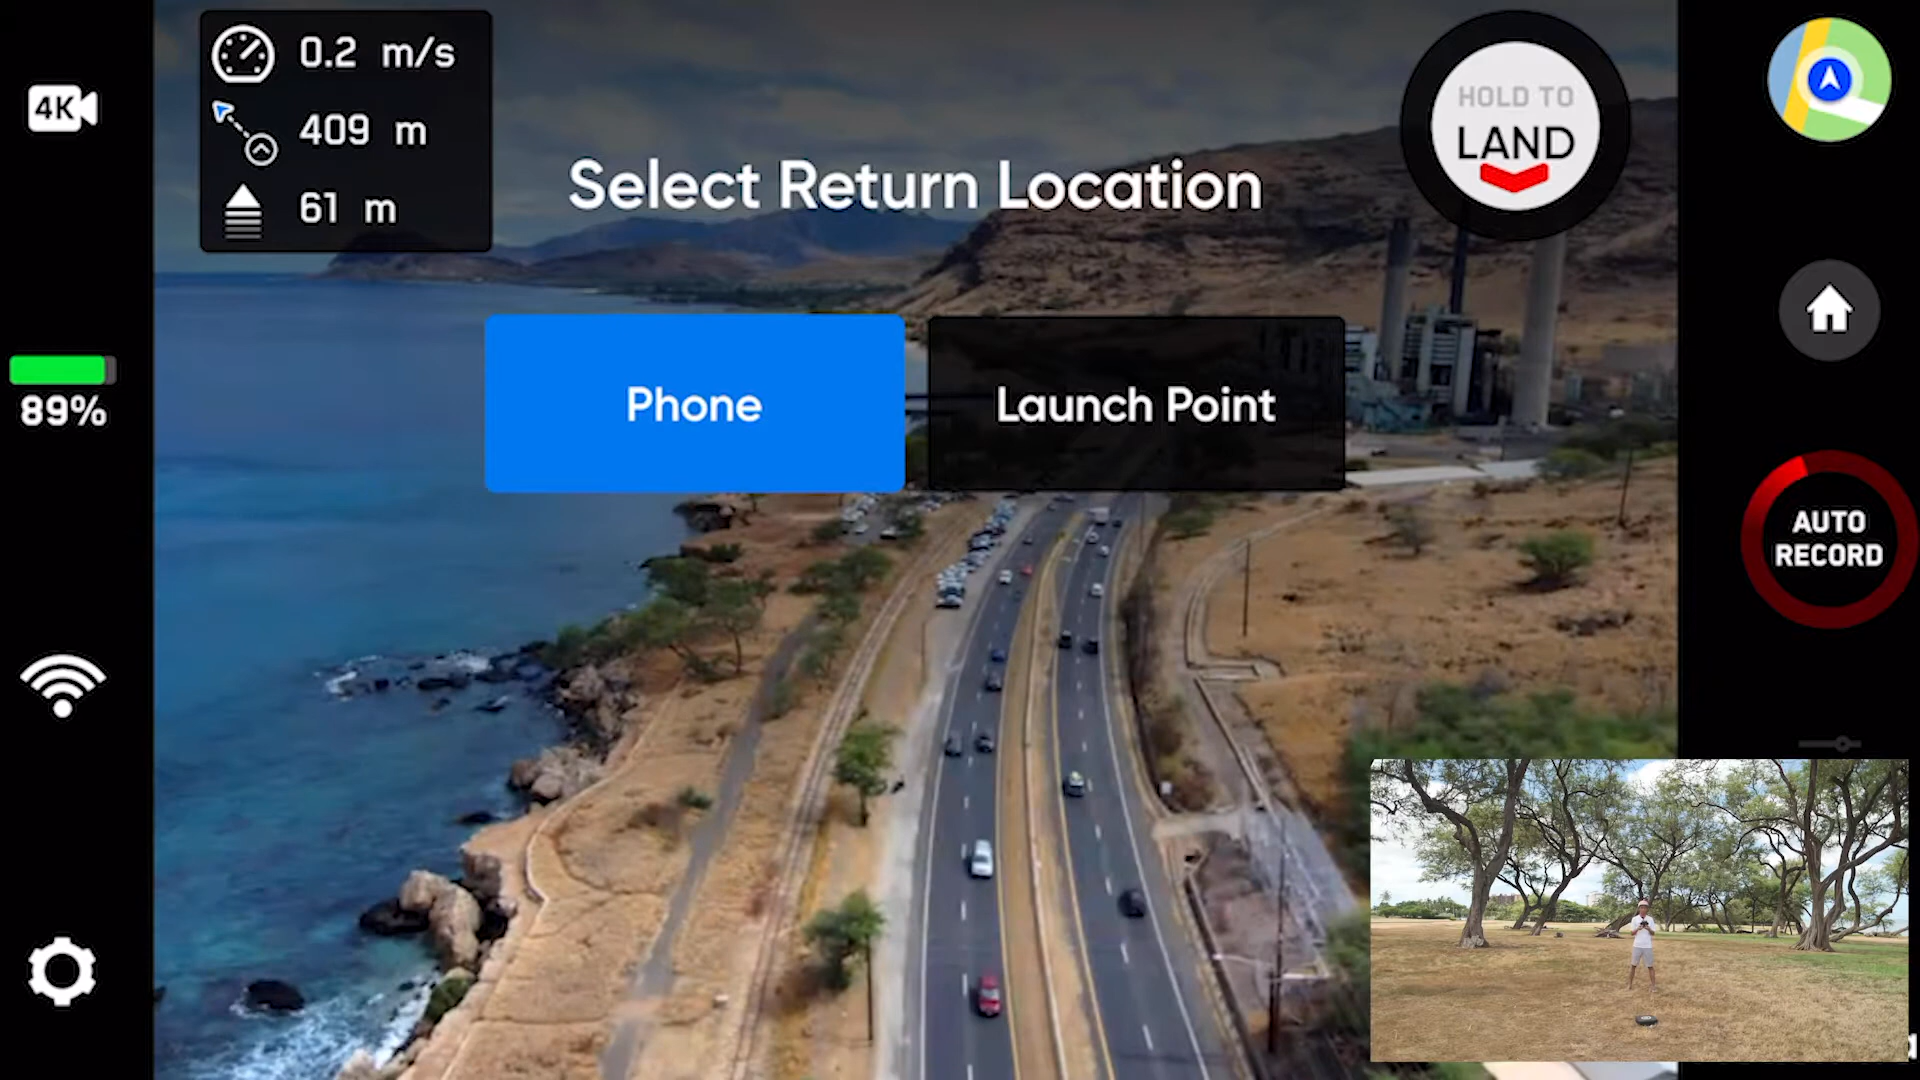 0.2 m/s
409 m
61 m
4K
Select Return Location
HOLD TO
LAND
Phone
Launch Point
89%
AUTO
RECORD